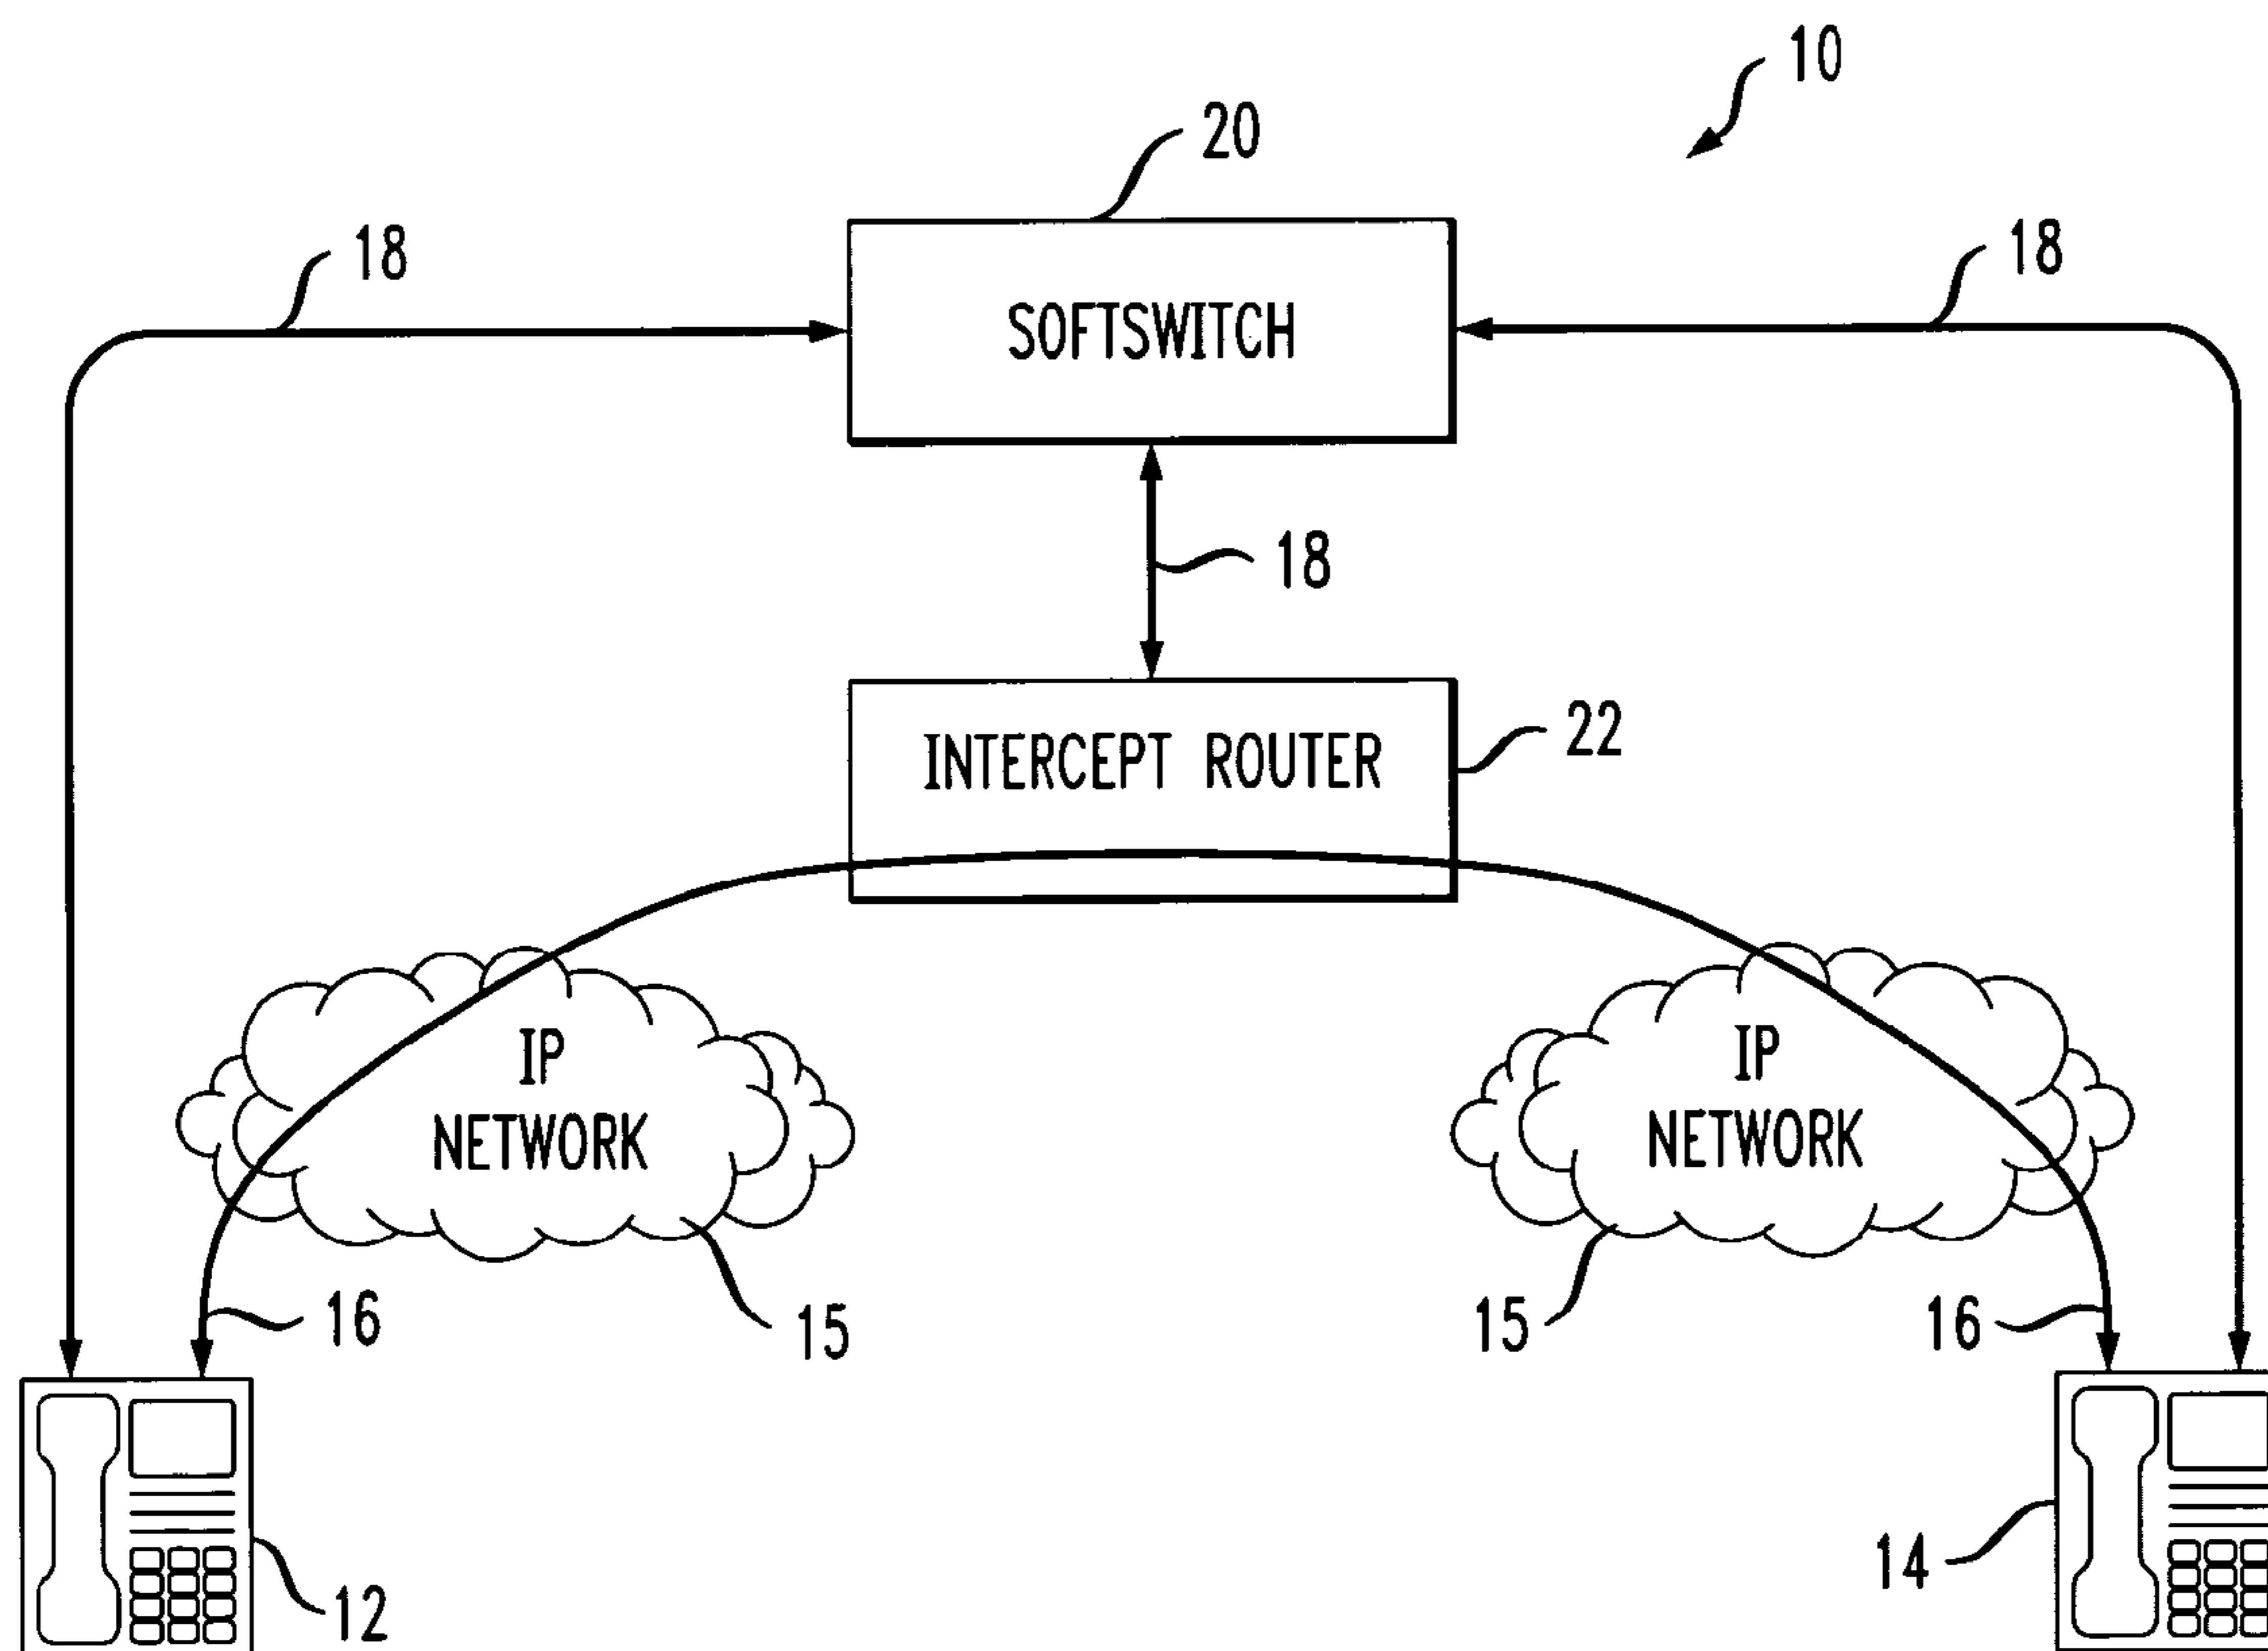 10
20
18
18
SOFTSWITCH
18
INTERCEPT ROUTER
22
IP
NETWORK
IP
NETWORK
16
15
15
16
12
14